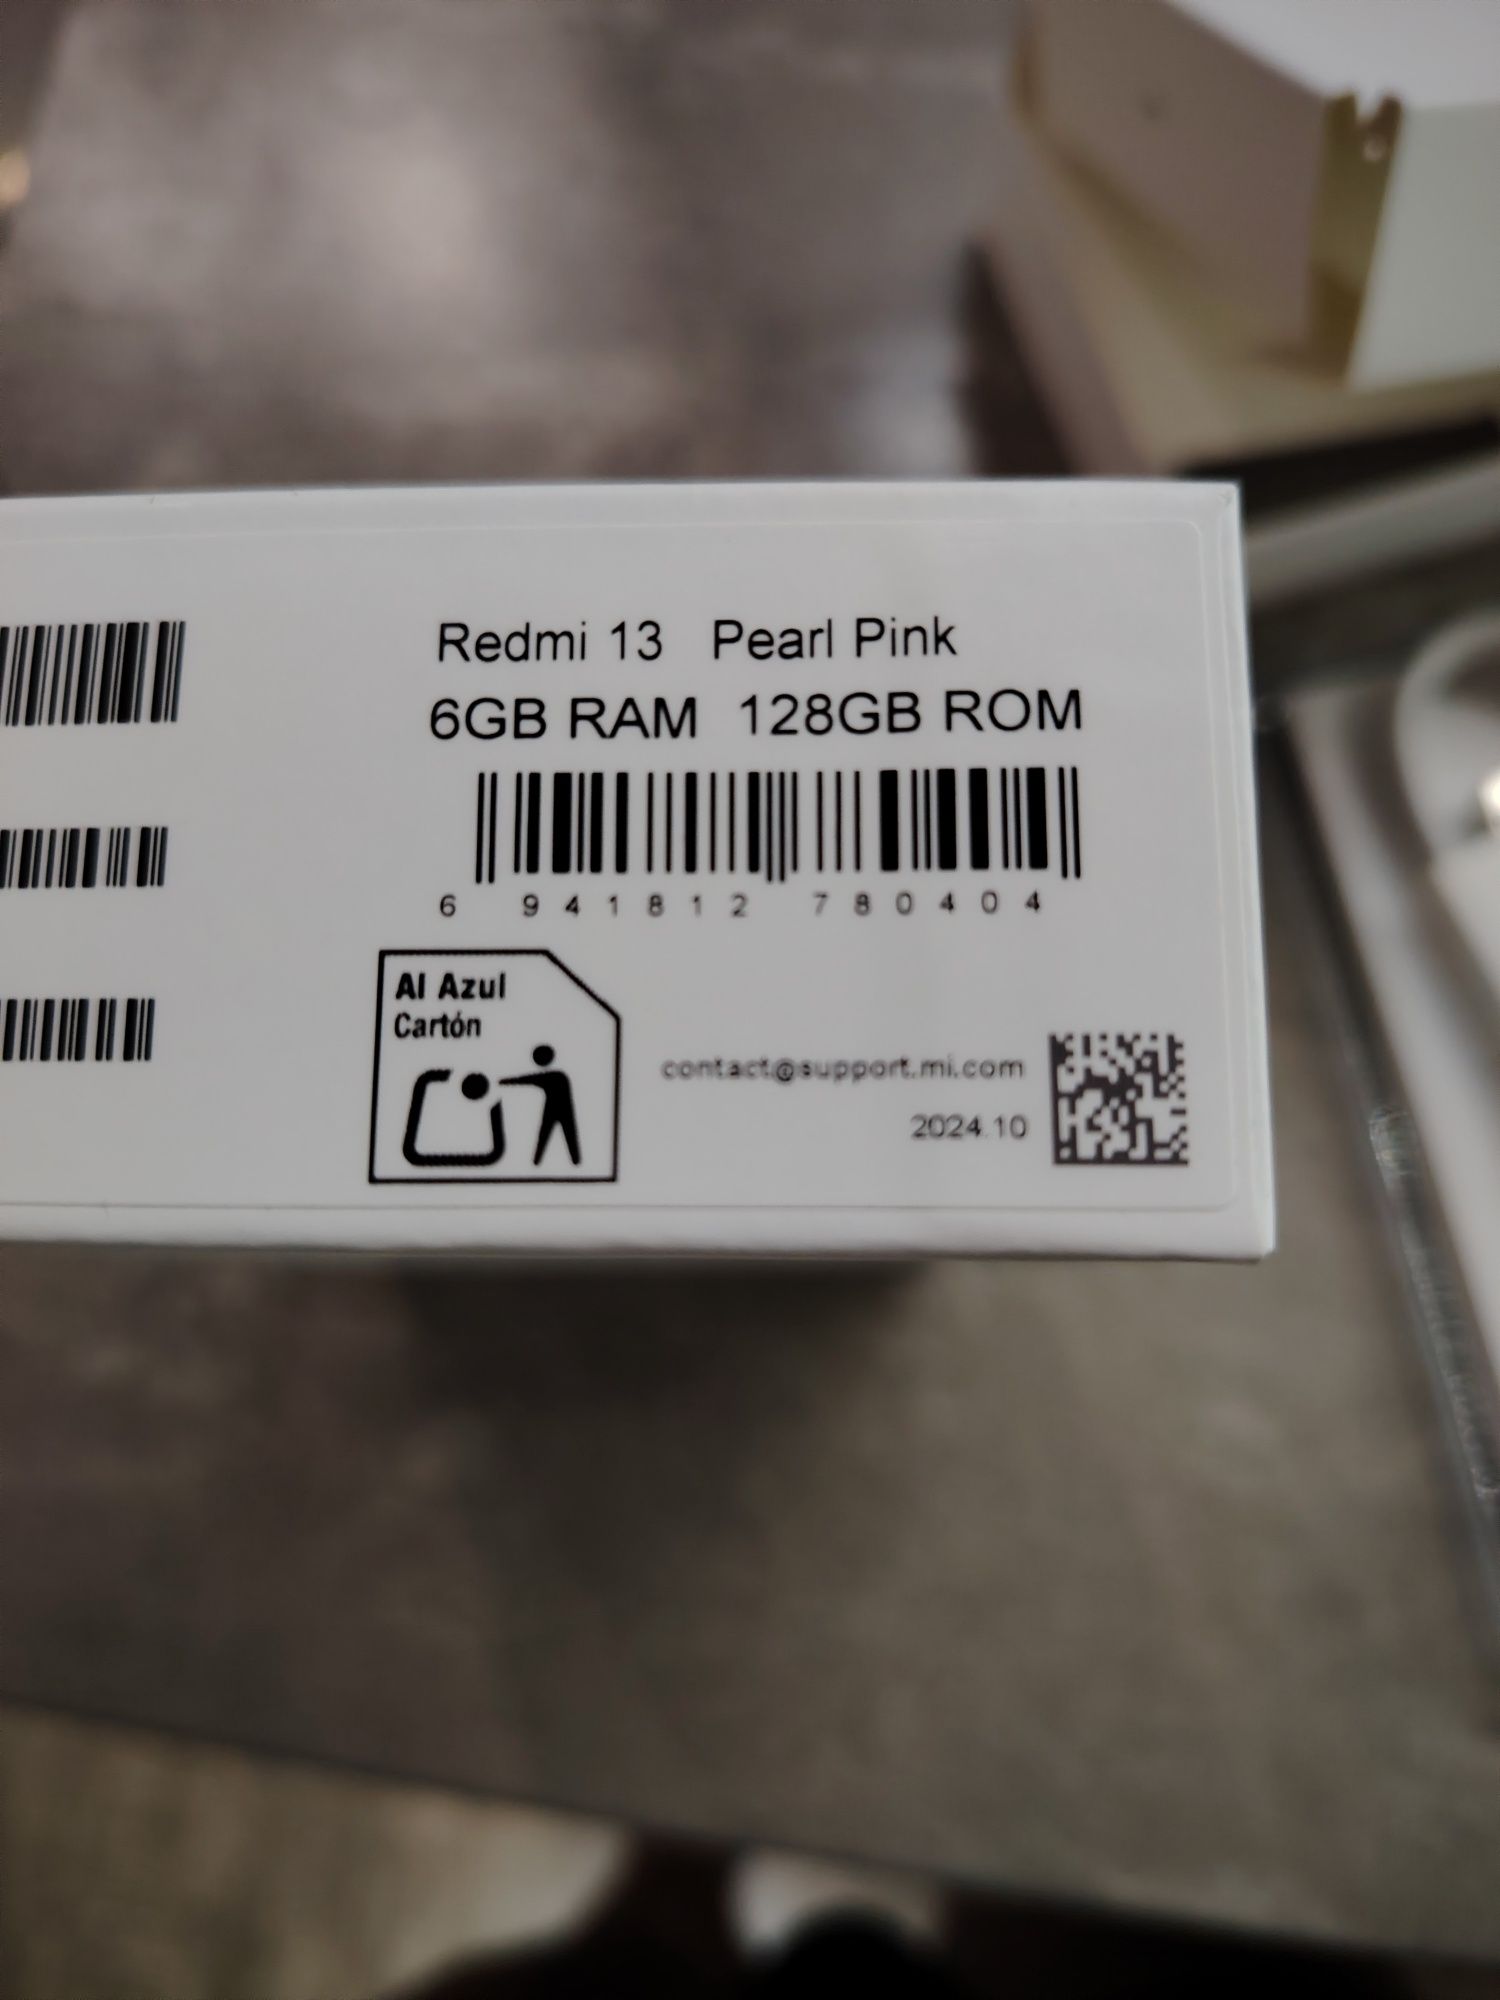 Redmi 13 Pearl Pink
6GB RAM 128GB ROM
6 941812 780404
Al Azul
Cartón
contact@support.mi.com
2024.10